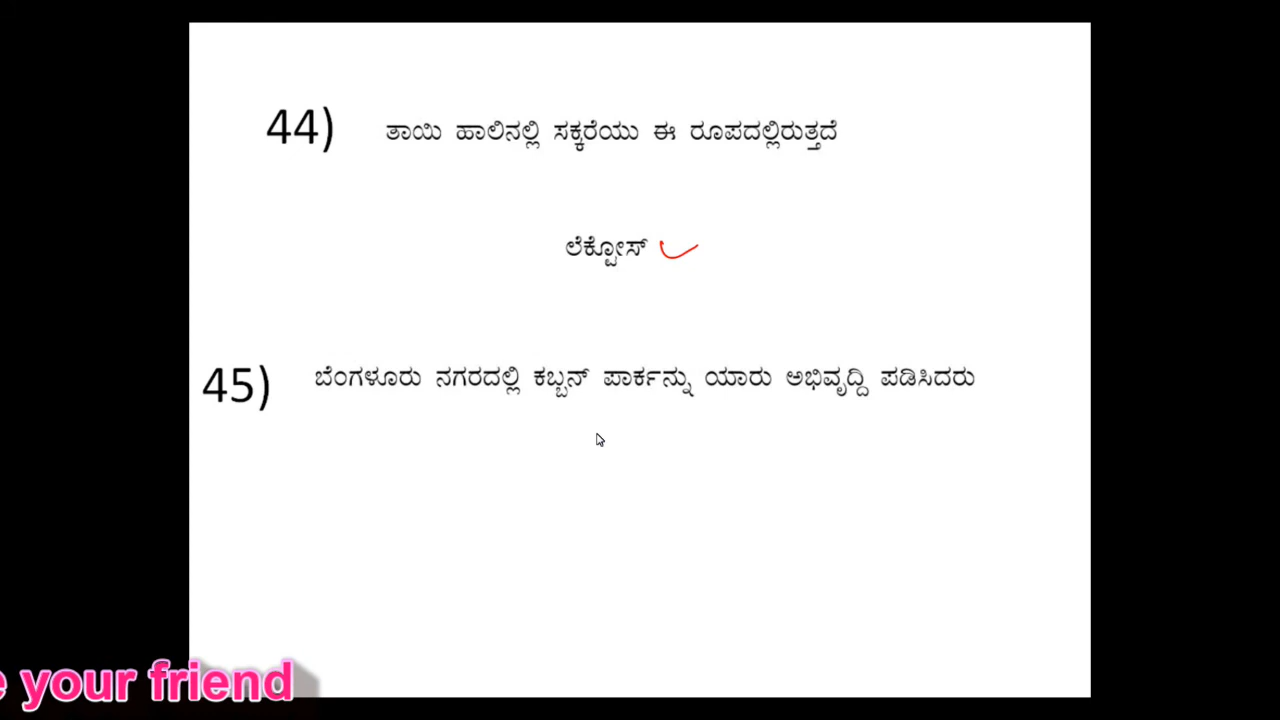 44) ತಾಯಿ ಹಾಲಿನಲ್ಲಿ ಸಕ್ಕರೆಯು ಈ ರೂಪದಲ್ಲಿರುತ್ತದೆ
ಲೆಕ್ಟೋಸ್
45) ಬೆಂಗಳೂರು ನಗರದಲ್ಲಿ ಕಬ್ಬನ್ ಪಾರ್ಕನ್ನು ಯಾರು ಅಭಿವೃದ್ದಿ ಪಡಿಸಿದರು
e your friend